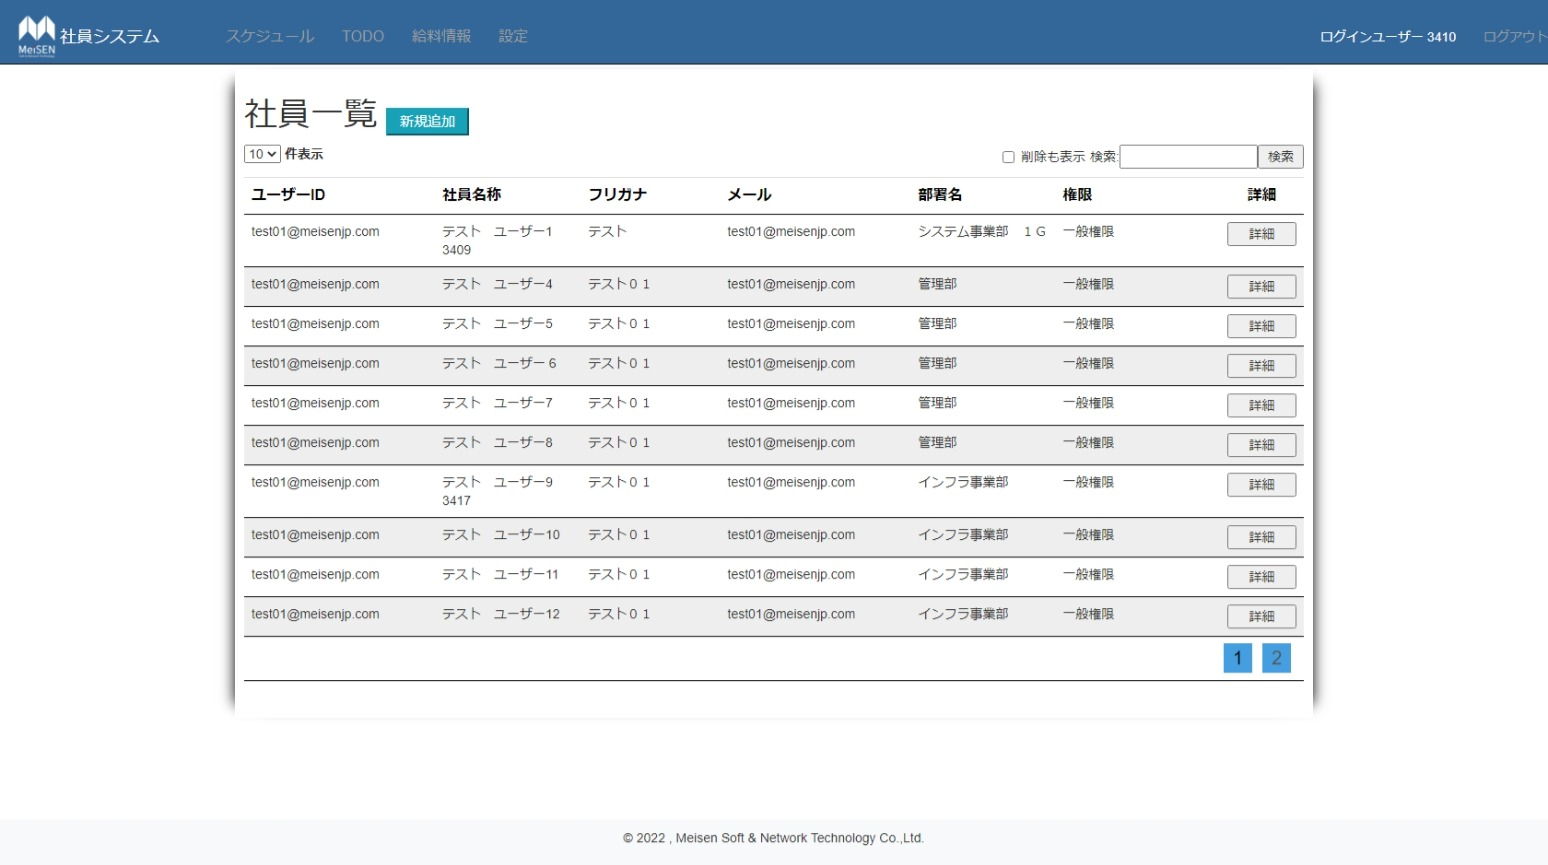 MeiSEN 社員システム スケジュール TODO 給料情報 設定 ログインユーザー 3410 ログアウト
社員一覧 新規追加
10 件表示 削除も表示 検索: 検索
ユーザーID 社員名称 フリガナ メール 部署名 権限 詳細
test01@meisenjp.com テスト　ユーザー1 テスト test01@meisenjp.com システム事業部　１Ｇ 一般権限 詳細
3409
test01@meisenjp.com テスト　ユーザー4 テスト０１ test01@meisenjp.com 管理部 一般権限 詳細
test01@meisenjp.com テスト　ユーザー5 テスト０１ test01@meisenjp.com 管理部 一般権限 詳細
test01@meisenjp.com テスト　ユーザー６ テスト０１ test01@meisenjp.com 管理部 一般権限 詳細
test01@meisenjp.com テスト　ユーザー7 テスト０１ test01@meisenjp.com 管理部 一般権限 詳細
test01@meisenjp.com テスト　ユーザー8 テスト０１ test01@meisenjp.com 管理部 一般権限 詳細
test01@meisenjp.com テスト　ユーザー9 テスト０１ test01@meisenjp.com インフラ事業部 一般権限 詳細
3417
test01@meisenjp.com テスト　ユーザー10 テスト０１ test01@meisenjp.com インフラ事業部 一般権限 詳細
test01@meisenjp.com テスト　ユーザー11 テスト０１ test01@meisenjp.com インフラ事業部 一般権限 詳細
test01@meisenjp.com テスト　ユーザー12 テスト０１ test01@meisenjp.com インフラ事業部 一般権限 詳細
1 2
© 2022 , Meisen Soft & Network Technology Co.,Ltd.